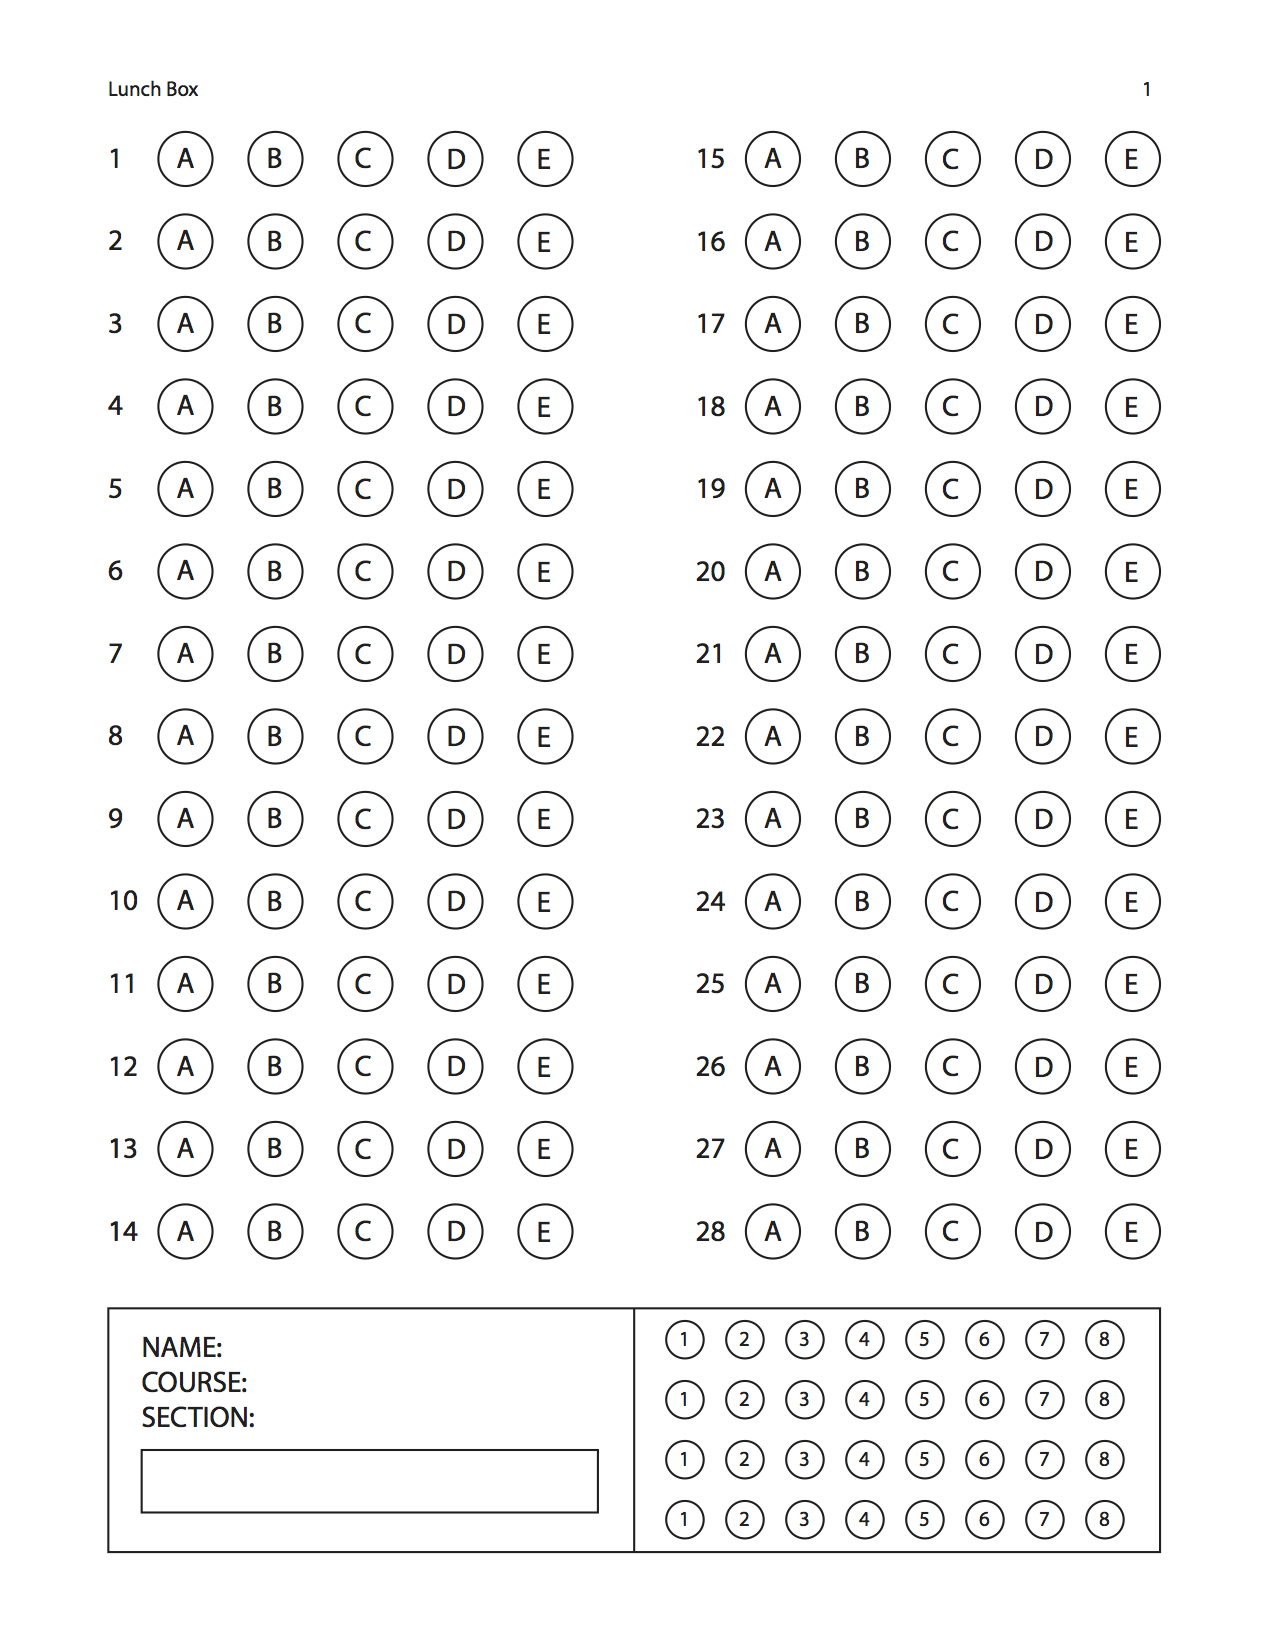 Lunch Box 1
1 A B C D E
2 A B C D E
3 A B C D E
4 A B C D E
5 A B C D E
6 A B C D E
7 A B C D E
8 A B C D E
9 A B C D E
10 A B C D E
11 A B C D E
12 A B C D E
13 A B C D E
14 A B C D E
15 A B C D E
16 A B C D E
17 A B C D E
18 A B C D E
19 A B C D E
20 A B C D E
21 A B C D E
22 A B C D E
23 A B C D E
24 A B C D E
25 A B C D E
26 A B C D E
27 A B C D E
28 A B C D E
NAME:
COURSE:
SECTION:
1 2 3 4 5 6 7 8
1 2 3 4 5 6 7 8
1 2 3 4 5 6 7 8
1 2 3 4 5 6 7 8